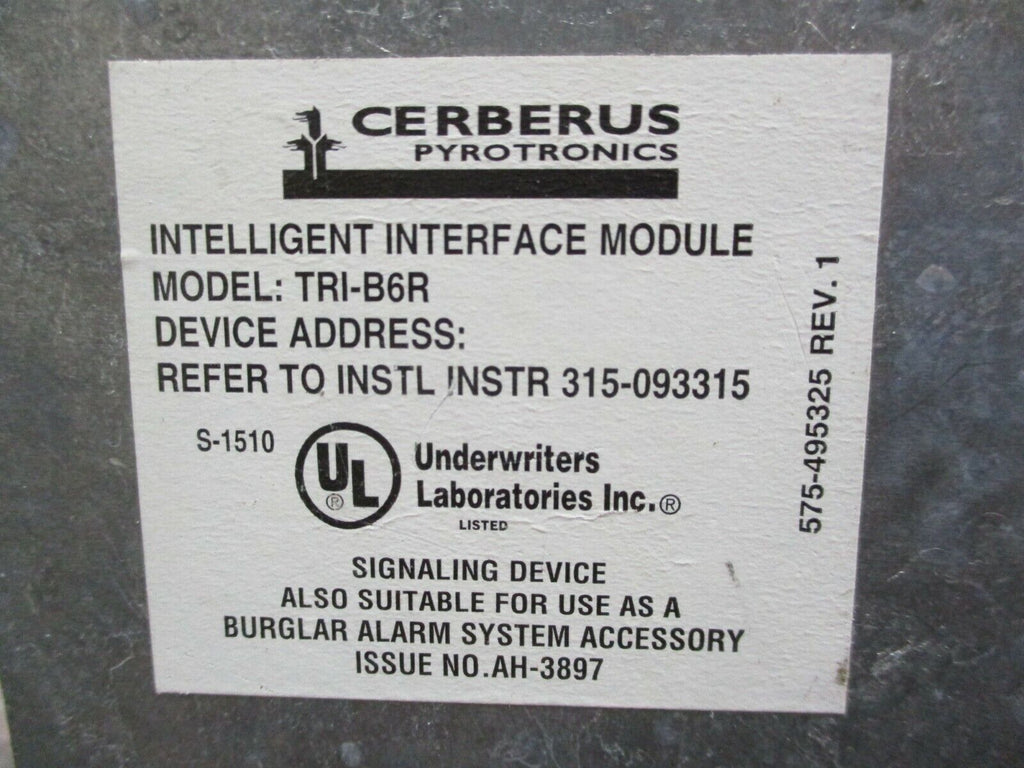 CERBERUS
PYROTRONICS
INTELLIGENT INTERFACE MODULE
MODEL: TRI-B6R
DEVICE ADDRESS:
REFER TO INSTL INSTR 315-093315
S-1510
UL ®
Underwriters
Laboratories Inc.®
LISTED
SIGNALING DEVICE
ALSO SUITABLE FOR USE AS A
BURGLAR ALARM SYSTEM ACCESSORY
ISSUE NO.AH-3897
575-495325 REV. 1